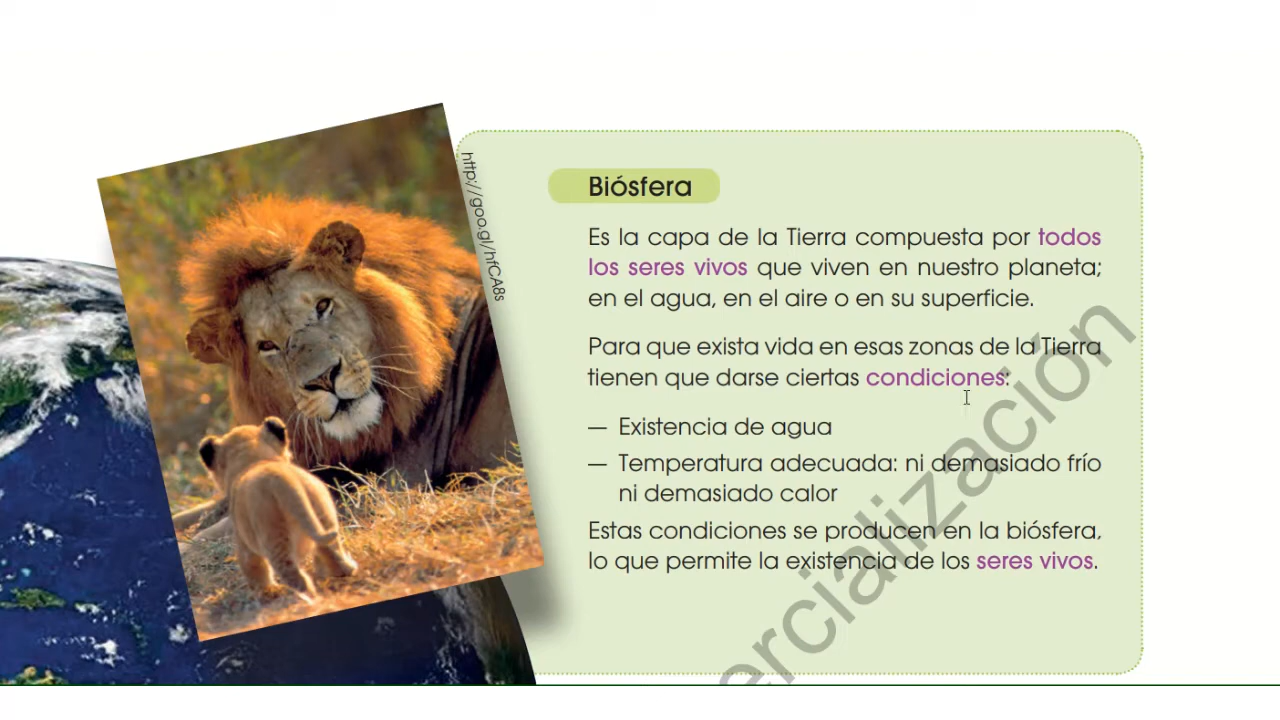 http://goo.gl/hfCA8s
Biósfera
Es la capa de la Tierra compuesta por todos
los seres vivos que viven en nuestro planeta;
en el agua, en el aire o en su superficie.
Para que exista vida en esas zonas de la Tierra
tienen que darse ciertas condiciones:
— Existencia de agua
— Temperatura adecuada: ni demasiado frío
ni demasiado calor
Estas condiciones se producen en la biósfera,
lo que permite la existencia de los seres vivos.
ercialización